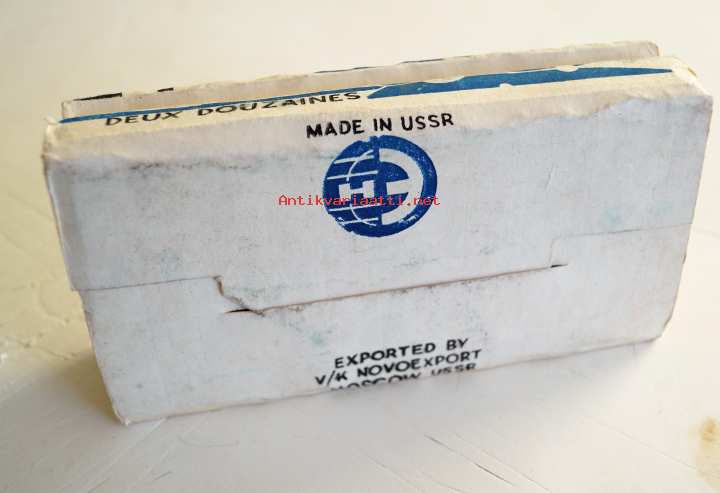 DEUX DOUZAINES
MADE IN USSR
H
Antikvariaatti.net
EXPORTED BY
V/K NOVOEXPORT
MOSCOW USSR